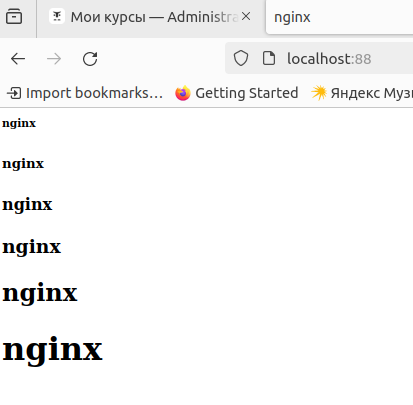 Мои курсы — Administra
nginx
localhost:88
Import bookmarks...
Getting Started
Яндекс Музы
nginx
nginx
nginx
nginx
nginx
nginx